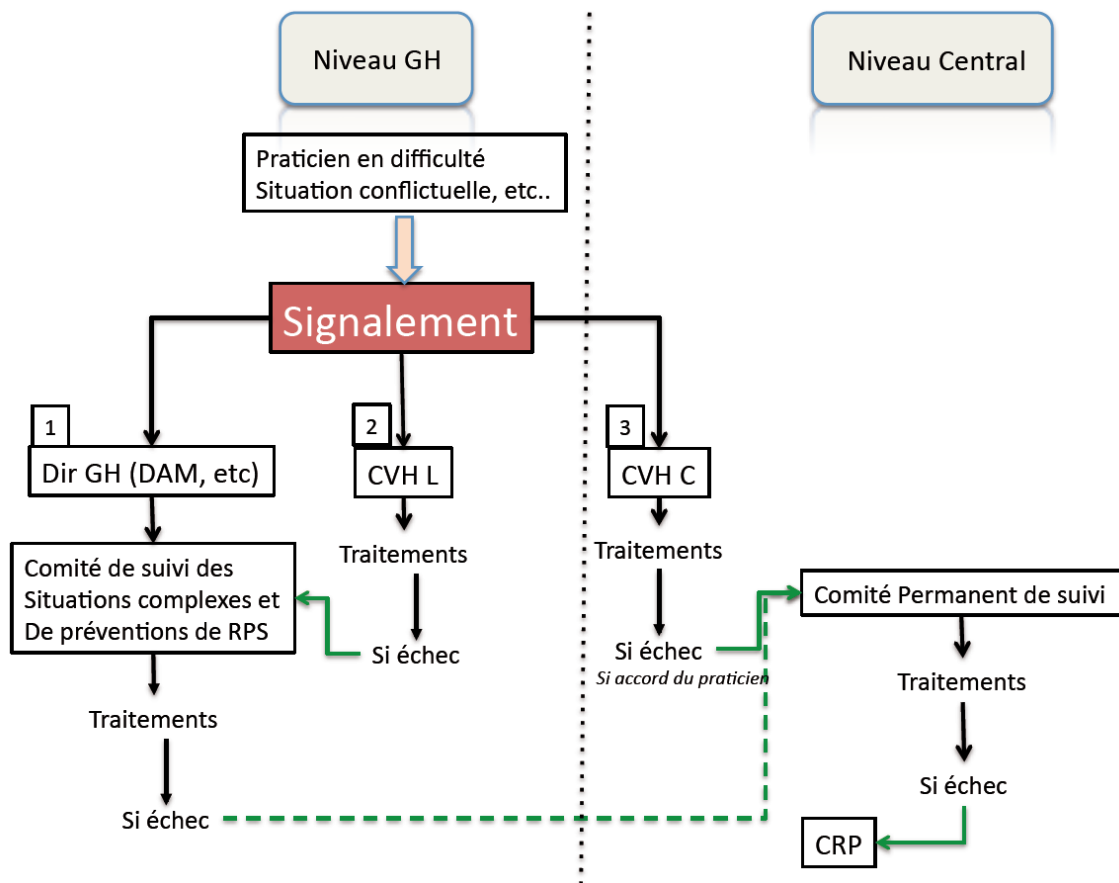 Niveau GH
Niveau Central
Praticien en difficulté
Situation conflictuelle, etc..
Signalement
1
Dir GH (DAM, etc)
2
CVH L
3
CVH C
Traitements
Traitements
Comité de suivi des
Situations complexes et
De préventions de RPS
Comité Permanent de suivi
Si échec
Si échec
Si accord du praticien
Traitements
Traitements
Si échec
Si échec
CRP